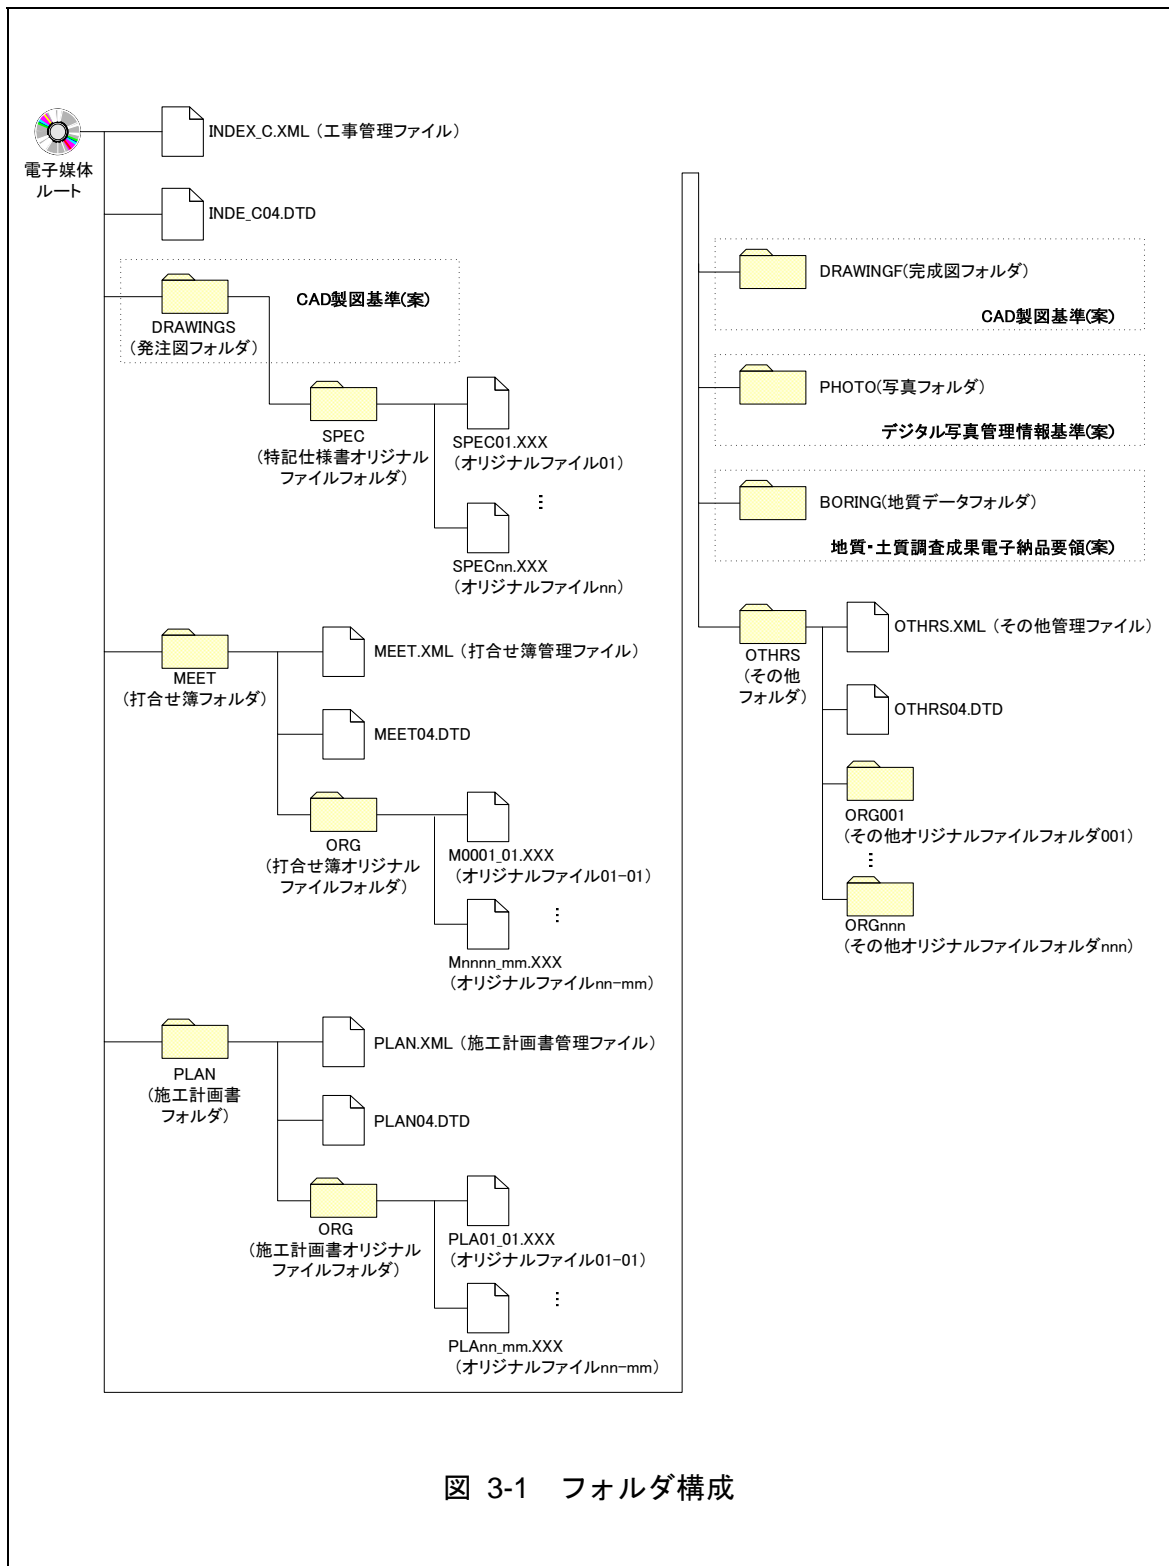 電子媒体
ルート
INDEX_C.XML（工事管理ファイル）
INDE_C04.DTD
CAD製図基準(案)
DRAWINGS
（発注図フォルダ）
SPEC
（特記仕様書オリジナル
ファイルフォルダ）
SPEC01.XXX
（オリジナルファイル01）
…
SPECnn.XXX
（オリジナルファイルnn）
MEET
（打合せ簿フォルダ）
MEET.XML（打合せ簿管理ファイル）
MEET04.DTD
ORG
（打合せ簿オリジナル
ファイルフォルダ）
M0001_01.XXX
（オリジナルファイル01-01）
…
Mnnnn_mm.XXX
（オリジナルファイルnn-mm）
PLAN
（施工計画書
フォルダ）
PLAN.XML（施工計画書管理ファイル）
PLAN04.DTD
ORG
（施工計画書オリジナル
ファイルフォルダ）
PLA01_01.XXX
（オリジナルファイル01-01）
…
PLAnn_mm.XXX
（オリジナルファイルnn-mm）
DRAWINGF(完成図フォルダ）
CAD製図基準(案)
PHOTO(写真フォルダ）
デジタル写真管理情報基準(案)
BORING(地質データフォルダ）
地質・土質調査成果電子納品要領(案)
OTHRS
（その他
フォルダ）
OTHRS.XML（その他管理ファイル）
OTHRS04.DTD
ORG001
（その他オリジナルファイルフォルダ001）
…
ORGnnn
（その他オリジナルファイルフォルダnnn）
図 3-1　フォルダ構成